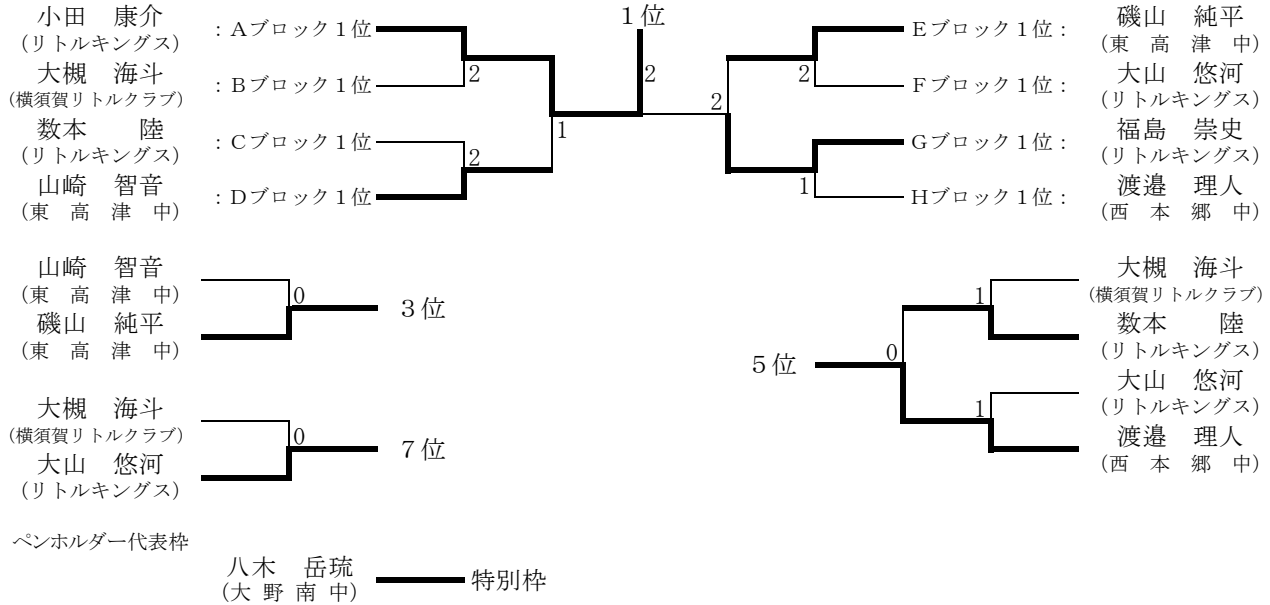 小田　康介
(リトルキングス)
：Aブロック1位
大槻　海斗
(横須賀リトルクラブ)
：Bブロック1位
2
数本　　陸
(リトルキングス)
：Cブロック1位
山崎　智音
(東　高　津　中)
：Dブロック1位
2
1
1位
2
2
磯山　純平
(東　高　津　中)
Eブロック1位：
大山　悠河
(リトルキングス)
Fブロック1位：
2
福島　崇史
(リトルキングス)
Gブロック1位：
渡邉　理人
(西　本　郷　中)
Hブロック1位：
1
山崎　智音
(東　高　津　中)
磯山　純平
(東　高　津　中)
0
3位
大槻　海斗
(横須賀リトルクラブ)
大山　悠河
(リトルキングス)
0
7位
大槻　海斗
(横須賀リトルクラブ)
数本　　陸
(リトルキングス)
1
大山　悠河
(リトルキングス)
渡邉　理人
(西　本　郷　中)
1
0
5位
ペンホルダー代表枠
八木　岳琉
(大　野　南　中)
特別枠